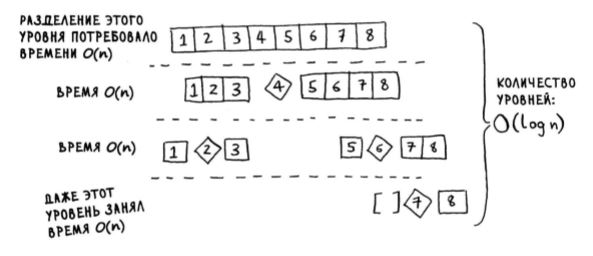 РАЗДЕЛЕНИЕ ЭТОГО
УРОВНЯ ПОТРЕБОВАЛО
ВРЕМЕНИ O(n)
1 2 3 4 5 6 7 8
ВРЕМЯ O(n)
1 2 3 4 5 6 7 8
КОЛИЧЕСТВО
УРОВНЕЙ:
O(log n)
ВРЕМЯ O(n)
1 2 3 5 6 7 8
ДАЖЕ ЭТОТ
УРОВЕНЬ ЗАНЯЛ
ВРЕМЯ O(n)
[ ] 7 8